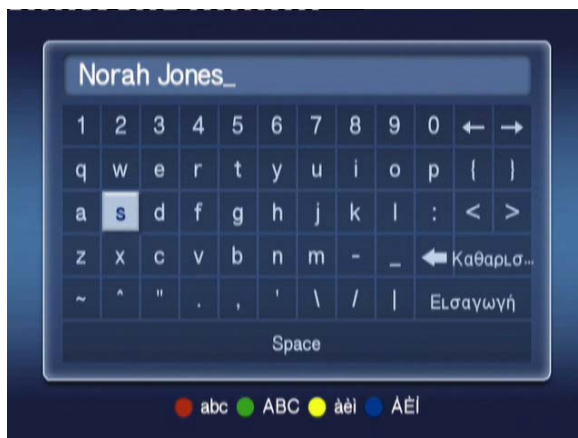 Norah Jones_
1 2 3 4 5 6 7 8 9 0 ← →
q w e r t y u i o p { }
a s d f g h j k l : < >
z x c v b n m - _ ← Καθαρισ...
~ ^ " . , ' \ / | Εισαγωγή
Space
abc ABC àèì ÀÈÌ